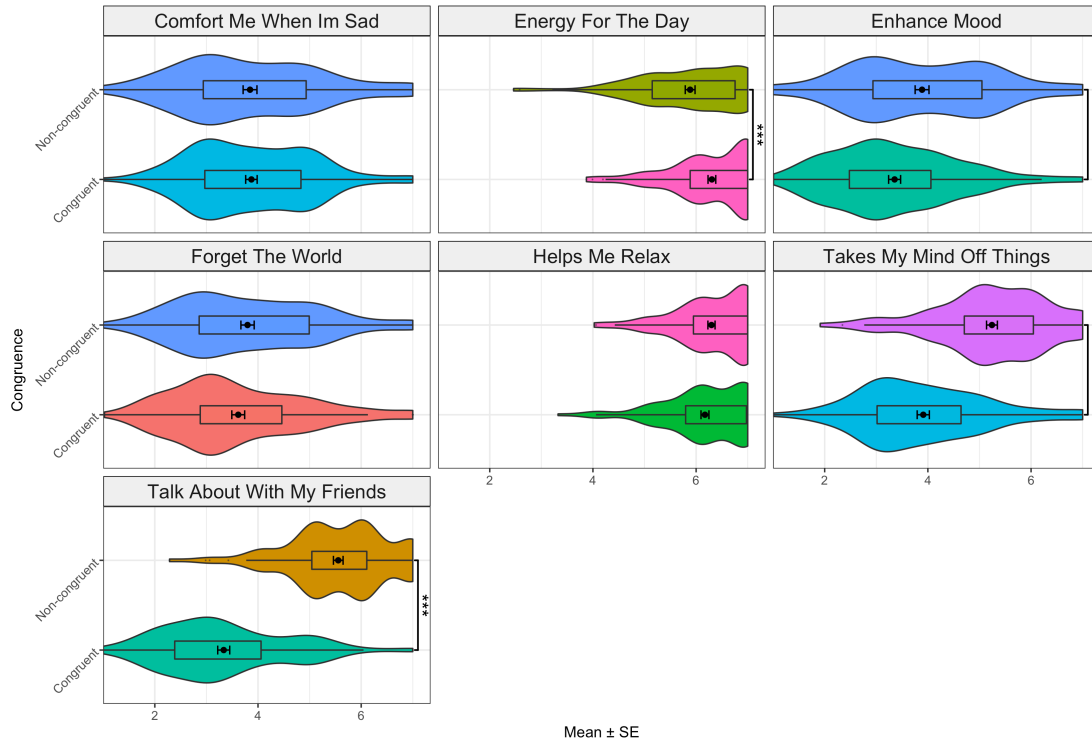 Comfort Me When Im Sad
Energy For The Day
Enhance Mood
Non-congruent
Congruent
***
Forget The World
Helps Me Relax
Takes My Mind Off Things
Non-congruent
Congruent
2 4 6
2 4 6
Talk About With My Friends
Non-congruent
Congruent
***
2 4 6
Congruence
Mean ± SE